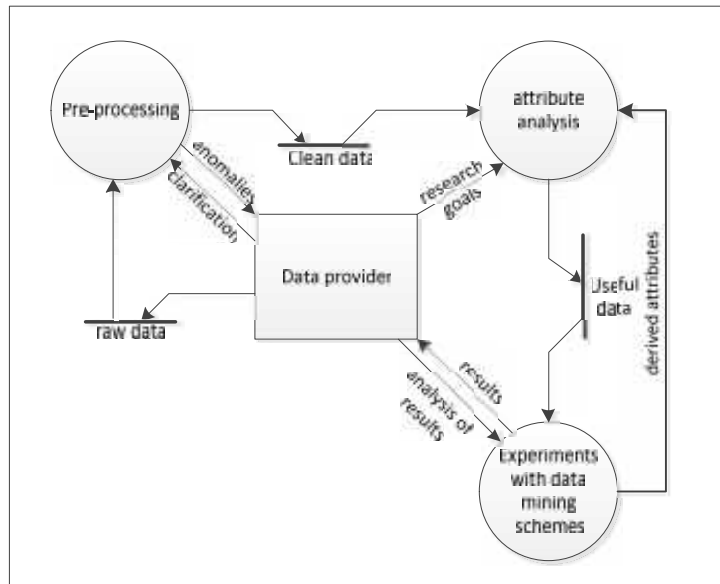 Pre-processing
attribute
analysis
Clean data
anomalies
clarification
research
goals
Data provider
Useful
data
derived attributes
raw data
results
analysis of
results
Experiments
with data
mining
schemes